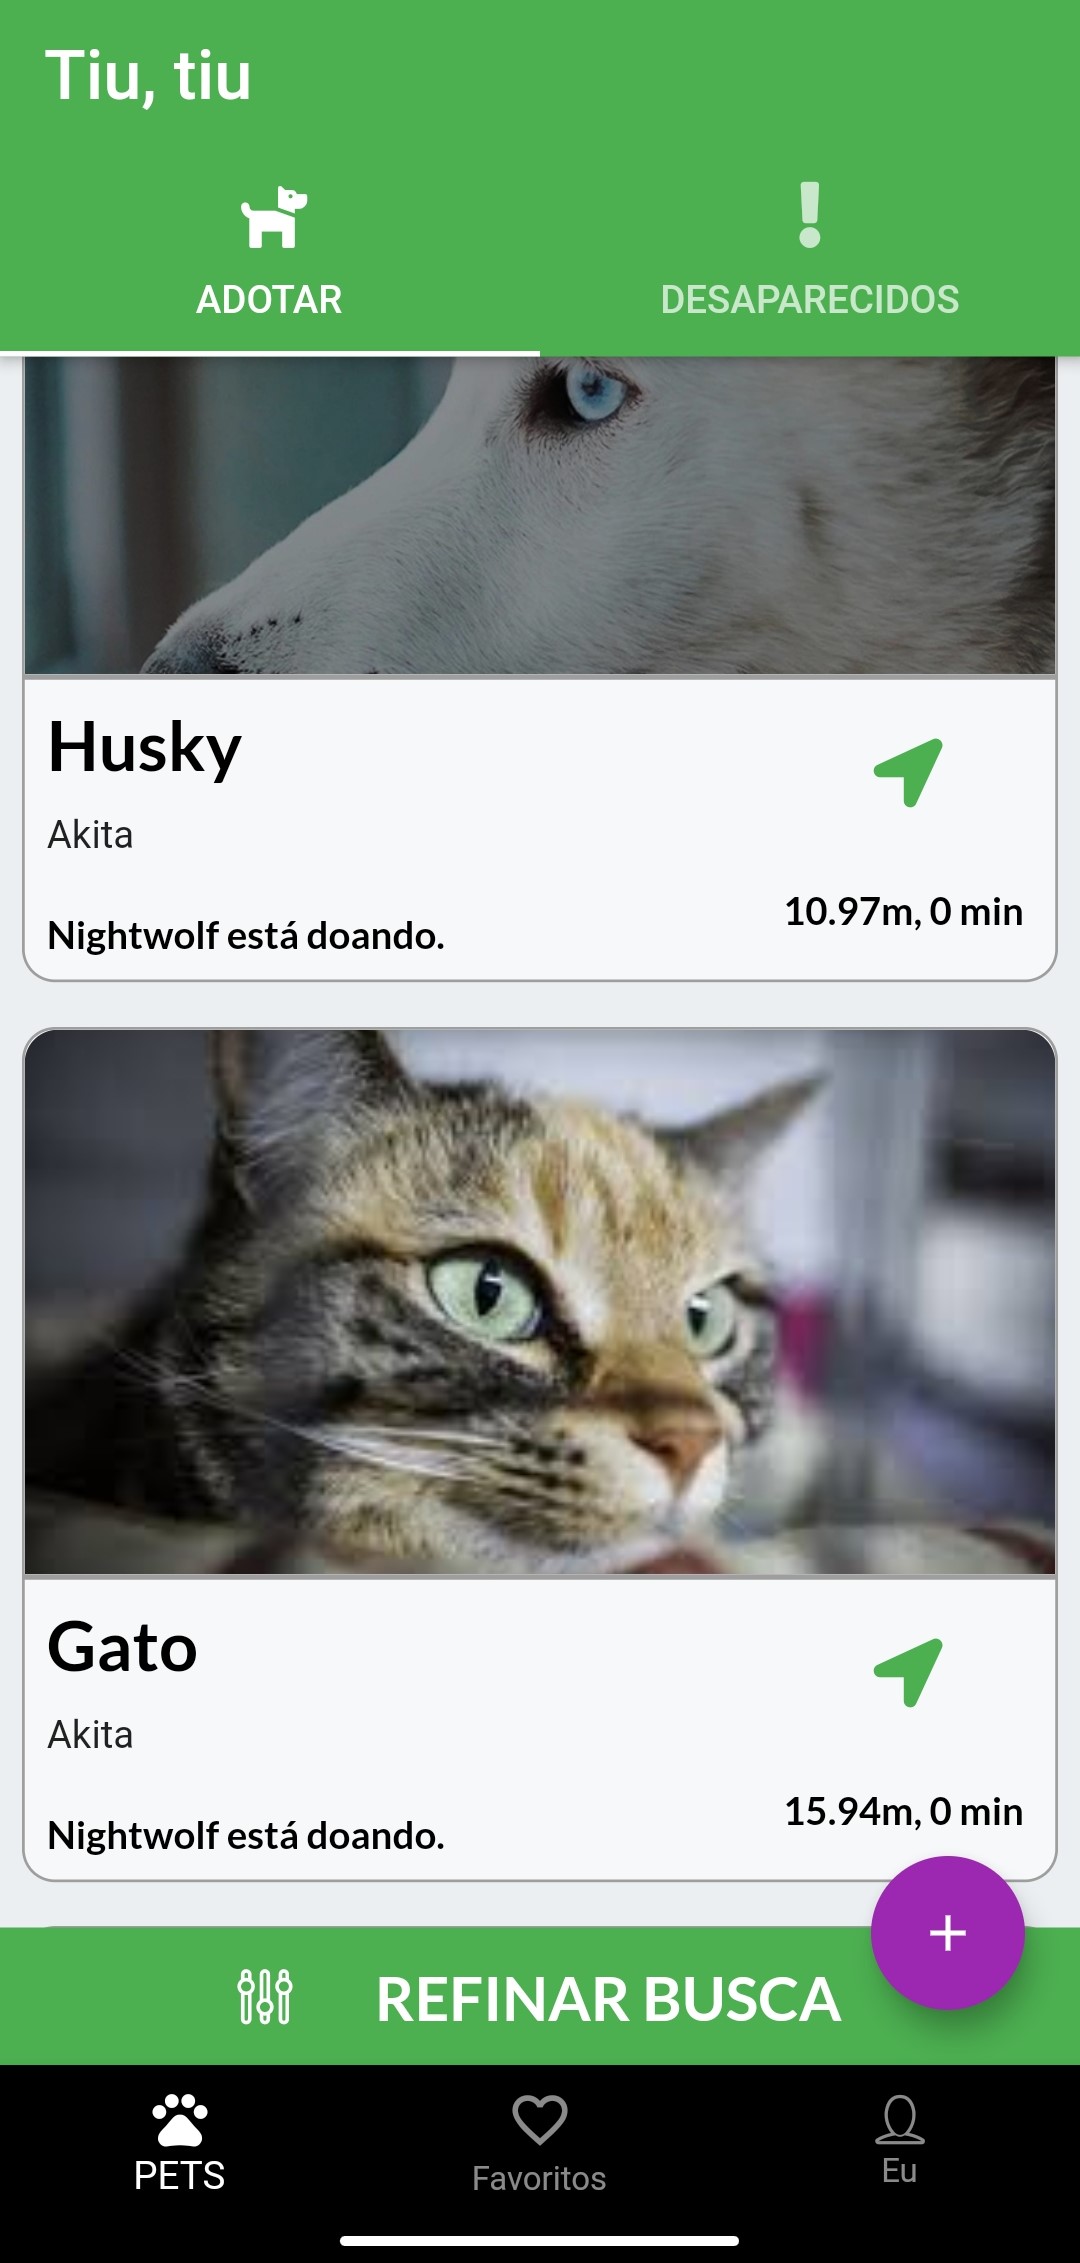 Tiu, tiu
ADOTAR
DESAPARECIDOS
Husky
Akita
Nightwolf está doando.
10.97m, 0 min
Gato
Akita
Nightwolf está doando.
15.94m, 0 min
REFINAR BUSCA
PETS
Favoritos
Eu